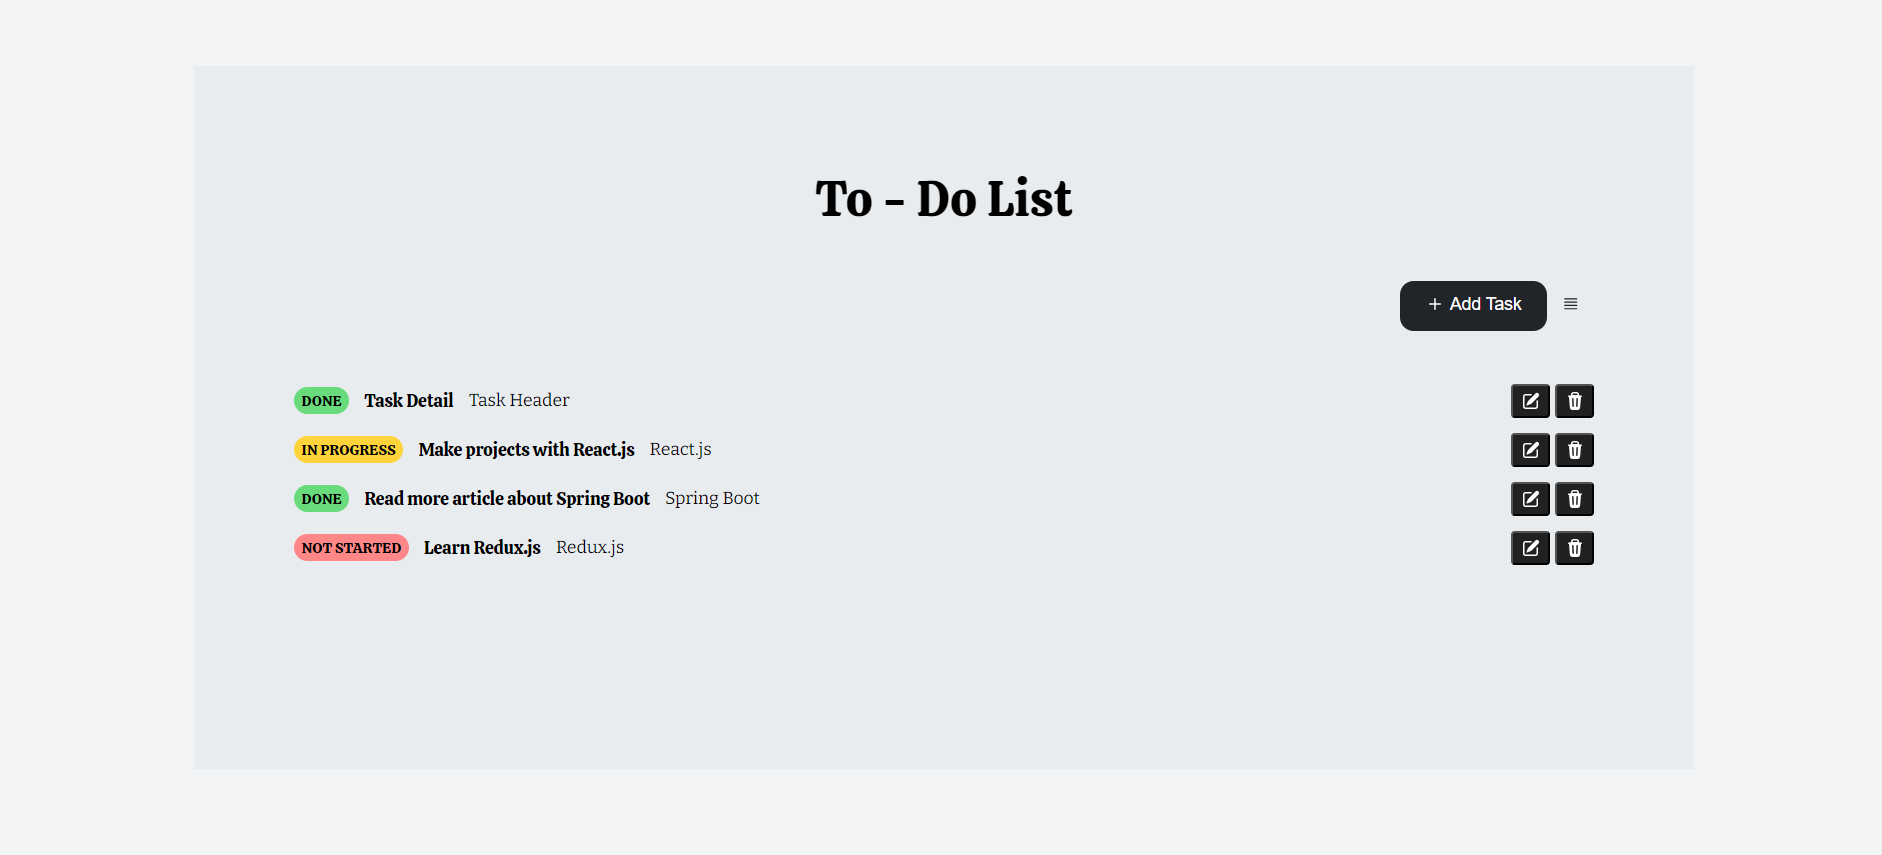 To - Do List
Add Task
DONE Task Detail Task Header
IN PROGRESS Make projects with React.js React.js
DONE Read more article about Spring Boot Spring Boot
NOT STARTED Learn Redux.js Redux.js